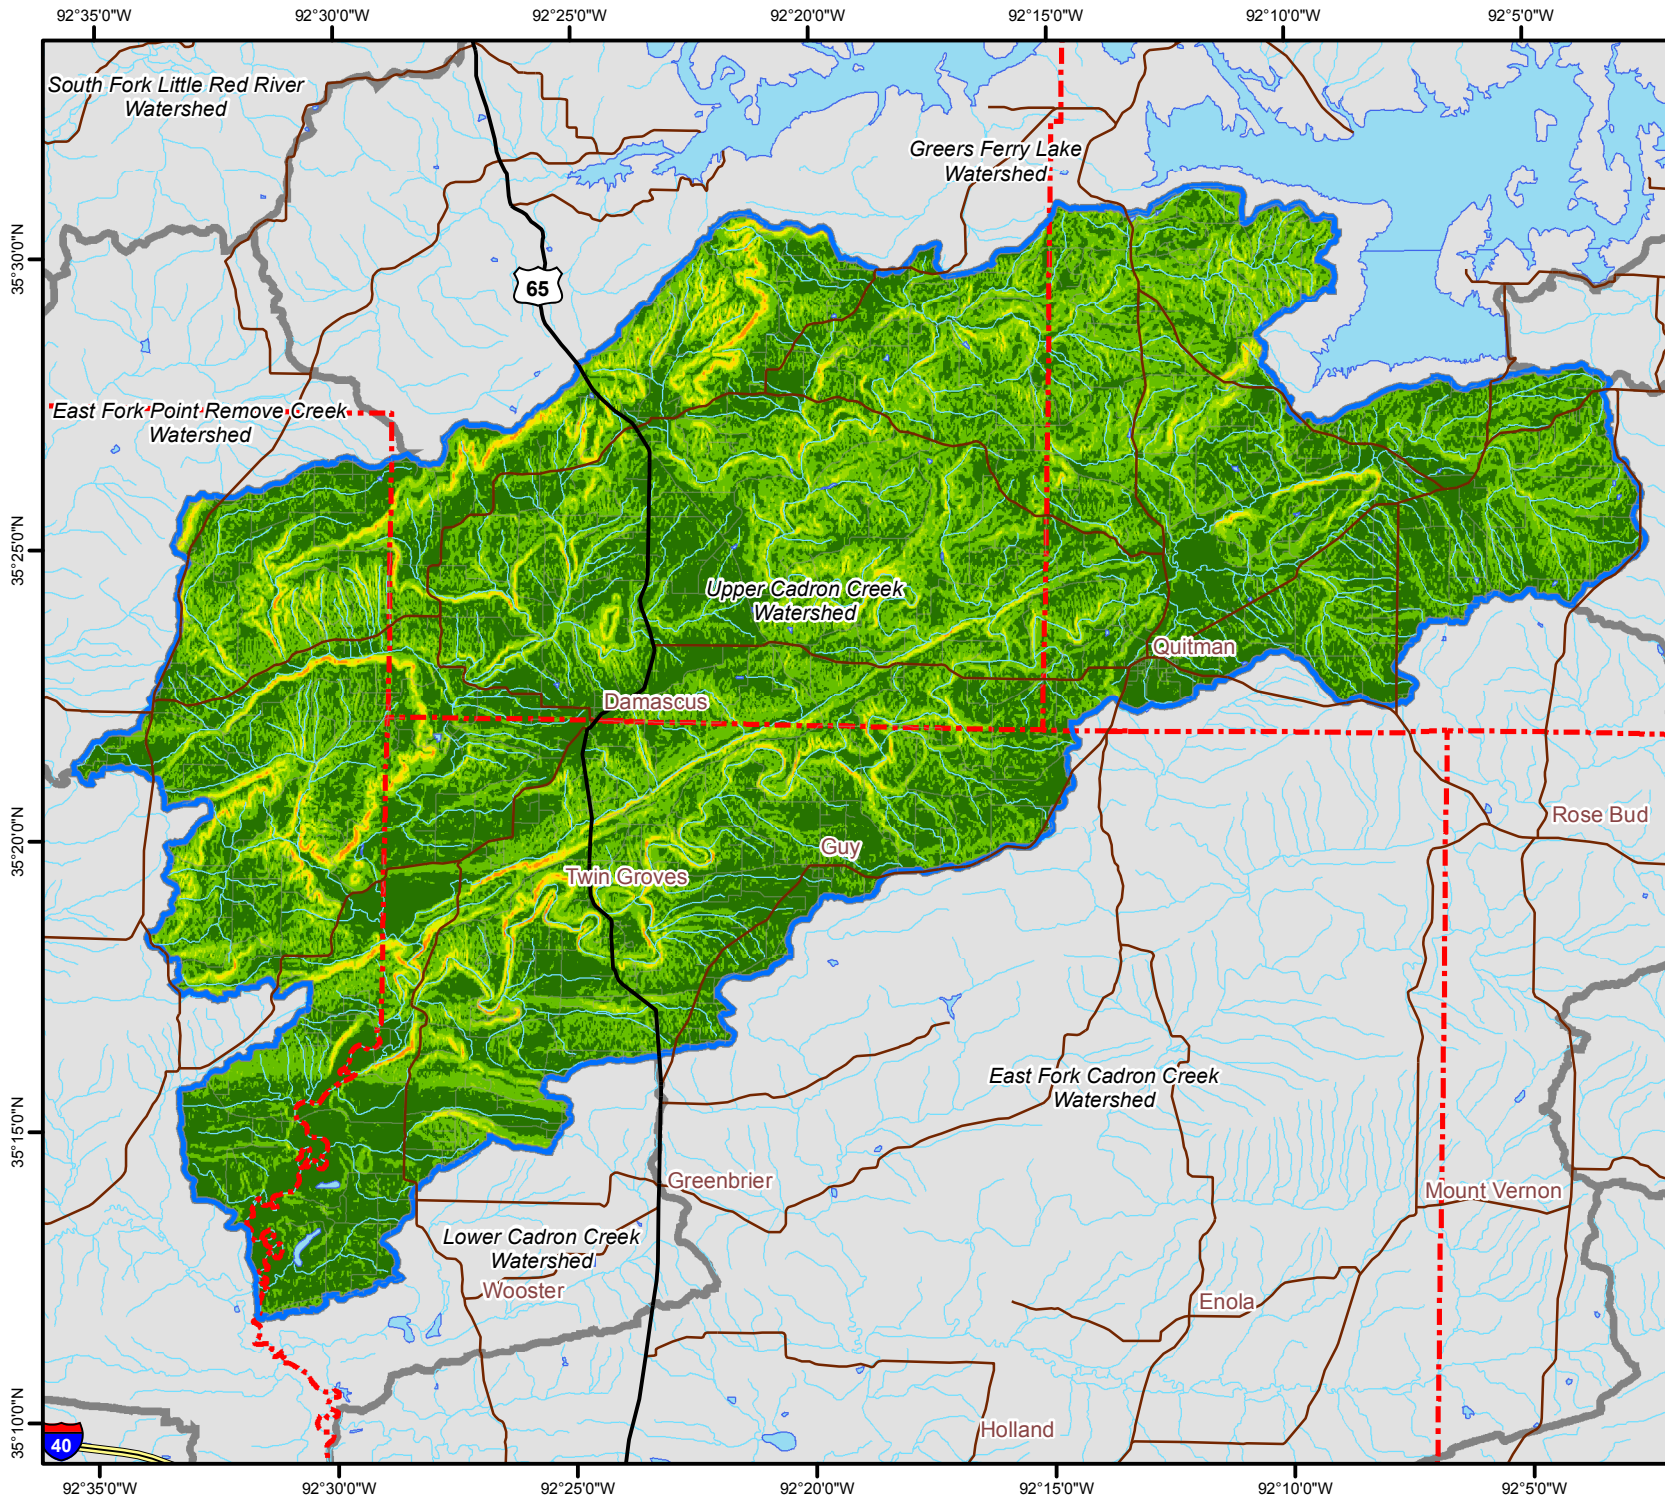 92°35'0"W 92°30'0"W 92°25'0"W 92°20'0"W 92°15'0"W 92°10'0"W 92°5'0"W
South Fork Little Red River
Watershed
Greers Ferry Lake
Watershed
35°30'0"N
65
East Fork Point Remove Creek
Watershed
35°25'0"N
Upper Cadron Creek
Watershed
Quitman
Damascus
Rose Bud
35°20'0"N
Guy
Twin Groves
East Fork Cadron Creek
Watershed
35°15'0"N
Greenbrier
Mount Vernon
Lower Cadron Creek
Watershed
Wooster
Enola
35°10'0"N
Holland
40
92°35'0"W 92°30'0"W 92°25'0"W 92°20'0"W 92°15'0"W 92°10'0"W 92°5'0"W